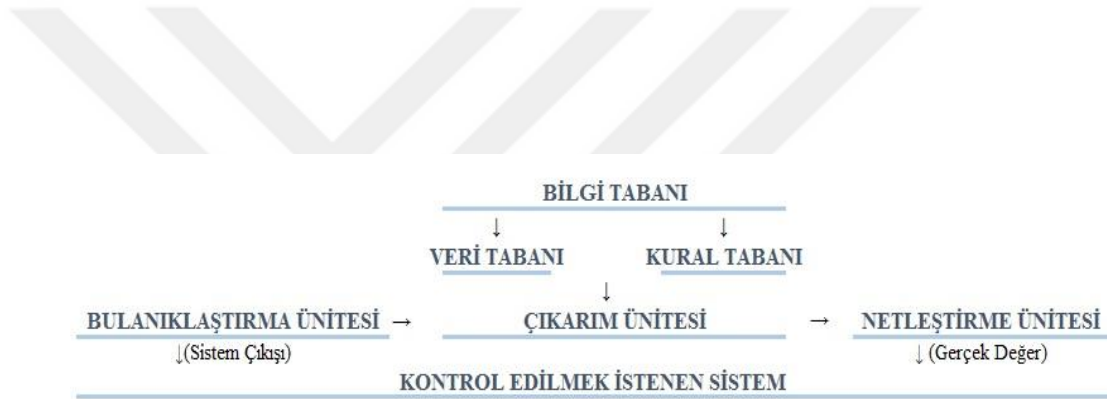 BİLGİ TABANI
↓ ↓
VERİ TABANI KURAL TABANI
↓
BULANIKLAŞTIRMA ÜNİTESİ → ÇIKARIM ÜNİTESİ → NETLEŞTİRME ÜNİTESİ
↓(Sistem Çıkışı) ↓ (Gerçek Değer)
KONTROL EDİLMEK İSTENEN SİSTEM